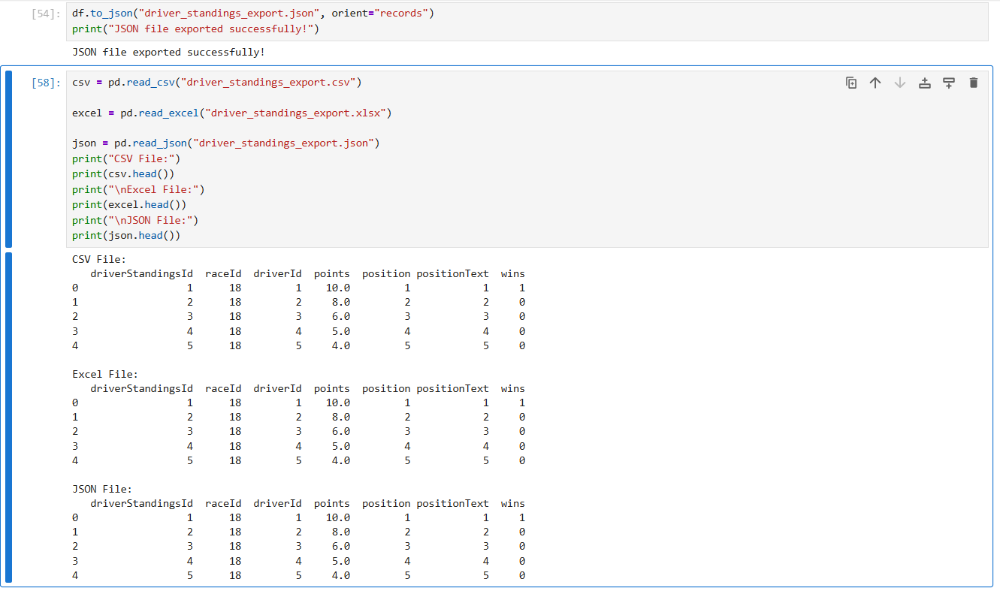 [54]: df.to_json("driver_standings_export.json", orient="records")
print("JSON file exported successfully!")
JSON file exported successfully!
[58]: csv = pd.read_csv("driver_standings_export.csv")
excel = pd.read_excel("driver_standings_export.xlsx")
json = pd.read_json("driver_standings_export.json")
print("CSV File:")
print(csv.head())
print("\nExcel File:")
print(excel.head())
print("\nJSON File:")
print(json.head())
CSV File:
   driverStandingsId  raceId  driverId  points  position positionText  wins
0                  1      18         1    10.0         1            1     1
1                  2      18         2     8.0         2            2     0
2                  3      18         3     6.0         3            3     0
3                  4      18         4     5.0         4            4     0
4                  5      18         5     4.0         5            5     0
Excel File:
   driverStandingsId  raceId  driverId  points  position positionText  wins
0                  1      18         1    10.0         1            1     1
1                  2      18         2     8.0         2            2     0
2                  3      18         3     6.0         3            3     0
3                  4      18         4     5.0         4            4     0
4                  5      18         5     4.0         5            5     0
JSON File:
   driverStandingsId  raceId  driverId  points  position positionText  wins
0                  1      18         1    10.0         1            1     1
1                  2      18         2     8.0         2            2     0
2                  3      18         3     6.0         3            3     0
3                  4      18         4     5.0         4            4     0
4                  5      18         5     4.0         5            5     0